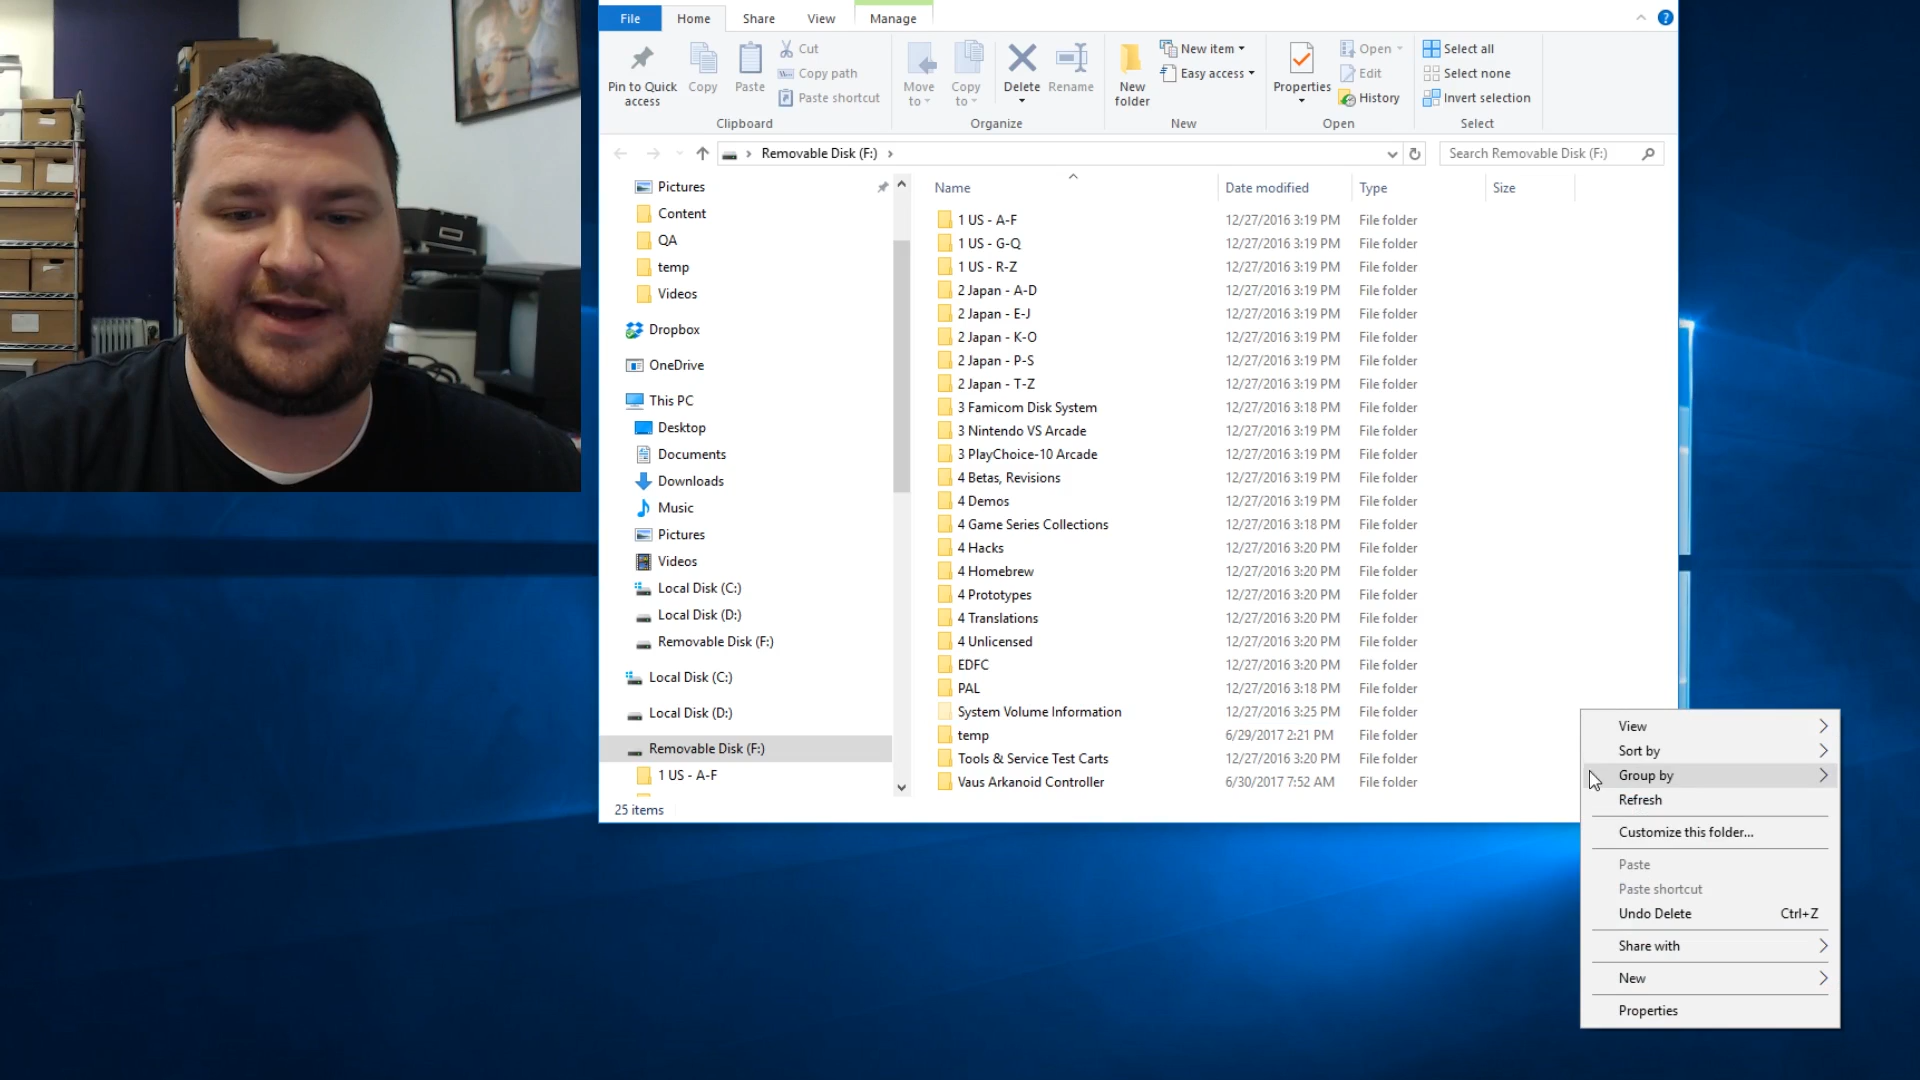 File Home Share View Manage
Pin to Quick access
Copy
Paste
Cut
Copy path
Paste shortcut
Clipboard
Move to
Copy to
Delete
Rename
Organize
New folder
New item
Easy access
New
Properties
Open
Edit
History
Open
Select all
Select none
Invert selection
Select
Removable Disk (F:)
Search Removable Disk (F:)
Pictures
Content
QA
temp
Videos
Dropbox
OneDrive
This PC
Desktop
Documents
Downloads
Music
Pictures
Videos
Local Disk (C:)
Local Disk (D:)
Removable Disk (F:)
Local Disk (C:)
Local Disk (D:)
Removable Disk (F:)
1 US - A-F
Name Date modified Type Size
1 US - A-F 12/27/2016 3:19 PM File folder
1 US - G-Q 12/27/2016 3:19 PM File folder
1 US - R-Z 12/27/2016 3:19 PM File folder
2 Japan - A-D 12/27/2016 3:19 PM File folder
2 Japan - E-J 12/27/2016 3:19 PM File folder
2 Japan - K-O 12/27/2016 3:19 PM File folder
2 Japan - P-S 12/27/2016 3:19 PM File folder
2 Japan - T-Z 12/27/2016 3:19 PM File folder
3 Famicom Disk System 12/27/2016 3:18 PM File folder
3 Nintendo VS Arcade 12/27/2016 3:19 PM File folder
3 PlayChoice-10 Arcade 12/27/2016 3:19 PM File folder
4 Betas, Revisions 12/27/2016 3:19 PM File folder
4 Demos 12/27/2016 3:19 PM File folder
4 Game Series Collections 12/27/2016 3:18 PM File folder
4 Hacks 12/27/2016 3:20 PM File folder
4 Homebrew 12/27/2016 3:20 PM File folder
4 Prototypes 12/27/2016 3:20 PM File folder
4 Translations 12/27/2016 3:20 PM File folder
4 Unlicensed 12/27/2016 3:20 PM File folder
EDFC 12/27/2016 3:20 PM File folder
PAL 12/27/2016 3:18 PM File folder
System Volume Information 12/27/2016 3:25 PM File folder
temp 6/29/2017 2:21 PM File folder
Tools & Service Test Carts 12/27/2016 3:20 PM File folder
Vaus Arkanoid Controller 6/30/2017 7:52 AM File folder
25 items
View
Sort by
Group by
Refresh
Customize this folder...
Paste
Paste shortcut
Undo Delete Ctrl+Z
Share with
New
Properties